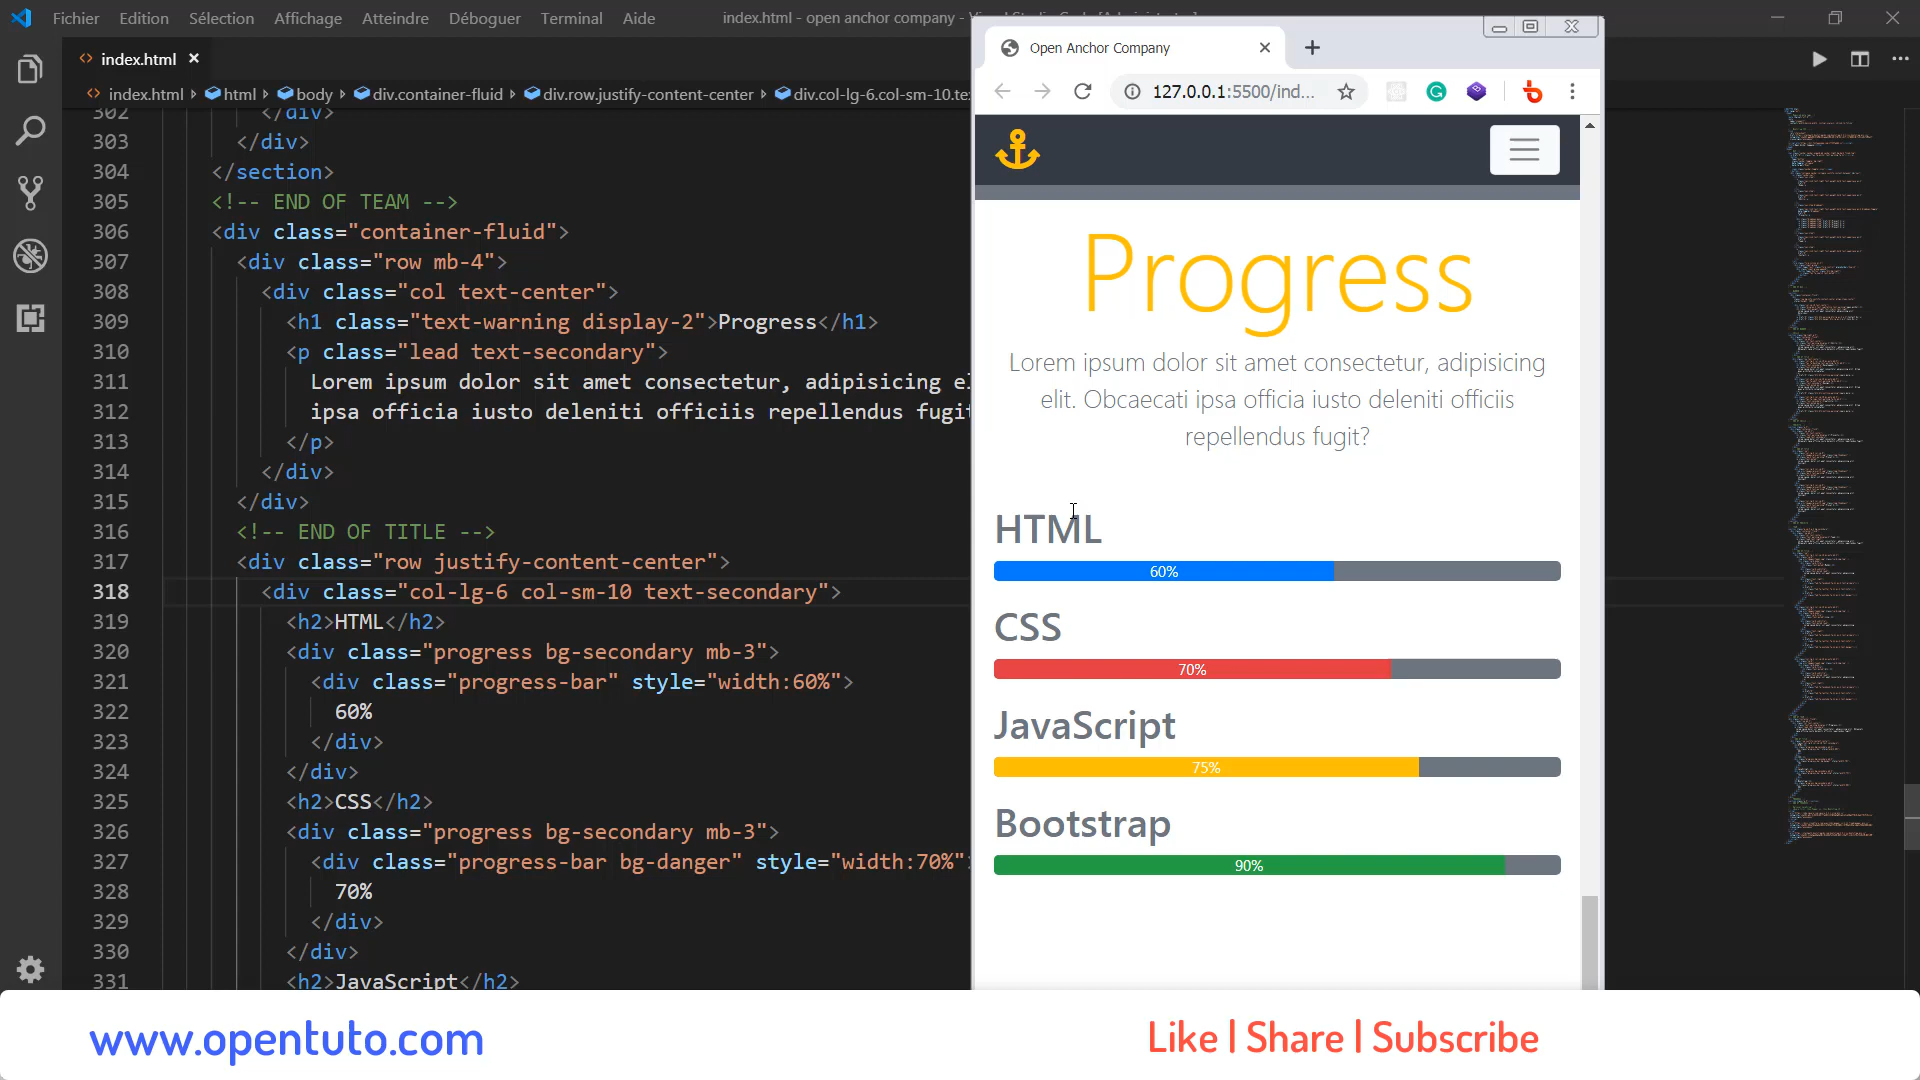 Fichier Edition Sélection Affichage Atteindre Déboguer Terminal Aide
index.html - open anchor company -
index.html
index.html › html › body › div.container-fluid › div.row.justify-content-center › div.col-lg-6.col-sm-10.te
302 </div>
303 </div>
304 </section>
305 <!-- END OF TEAM -->
306 <div class="container-fluid">
307 <div class="row mb-4">
308 <div class="col text-center">
309 <h1 class="text-warning display-2">Progress</h1>
310 <p class="lead text-secondary">
311 Lorem ipsum dolor sit amet consectetur, adipisicing el
312 ipsa officia iusto deleniti officiis repellendus fugit
313 </p>
314 </div>
315 </div>
316 <!-- END OF TITLE -->
317 <div class="row justify-content-center">
318 <div class="col-lg-6 col-sm-10 text-secondary">
319 <h2>HTML</h2>
320 <div class="progress bg-secondary mb-3">
321 <div class="progress-bar" style="width:60%">
322 60%
323 </div>
324 </div>
325 <h2>CSS</h2>
326 <div class="progress bg-secondary mb-3">
327 <div class="progress-bar bg-danger" style="width:70%">
328 70%
329 </div>
330 </div>
331 <h2>JavaScript</h2>
Open Anchor Company
127.0.0.1:5500/ind...
Progress
Lorem ipsum dolor sit amet consectetur, adipisicing
elit. Obcaecati ipsa officia iusto deleniti officiis
repellendus fugit?
HTML
60%
CSS
70%
JavaScript
75%
Bootstrap
90%
www.opentuto.com
Like | Share | Subscribe